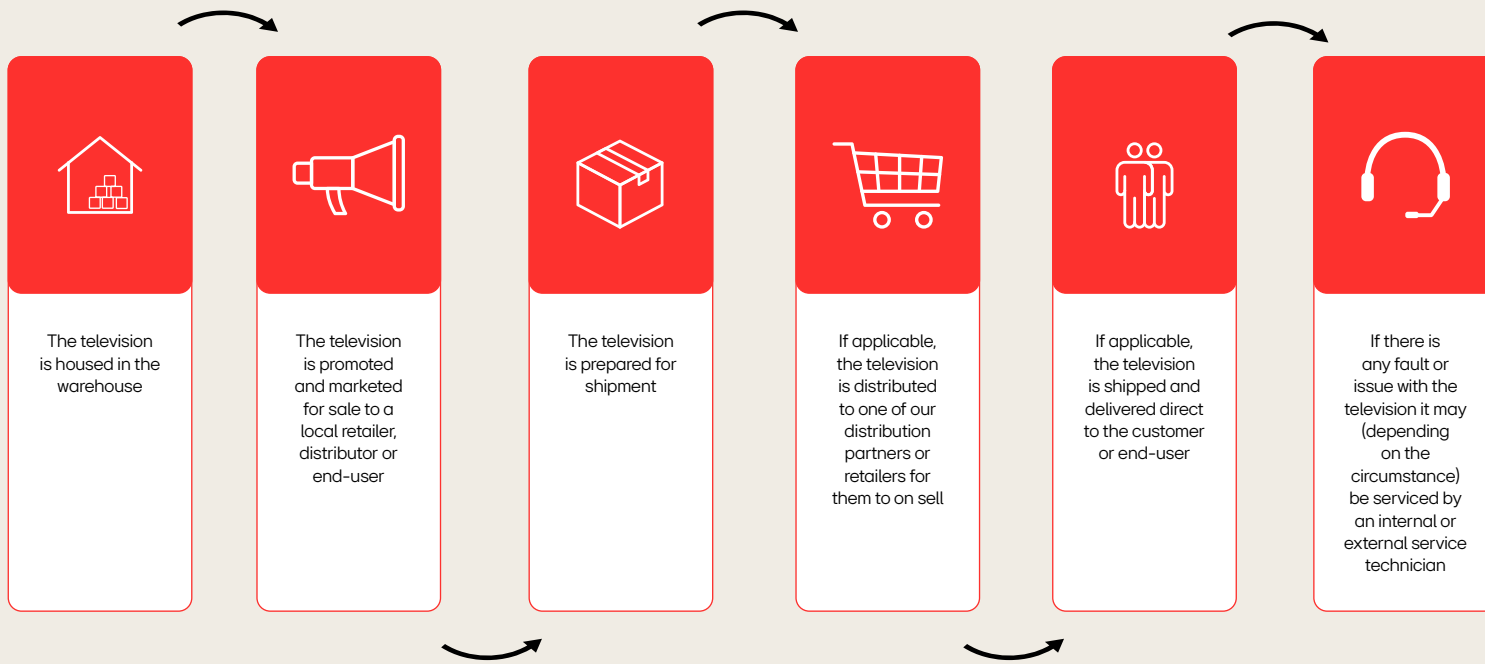 The television
is housed in the
warehouse
The television
is promoted
and marketed
for sale to a
local retailer,
distributor or
end-user
The television
is prepared for
shipment
If applicable,
the television
is distributed
to one of our
distribution
partners or
retailers for
them to on sell
If applicable,
the television
is shipped and
delivered direct
to the customer
or end-user
If there is
any fault or
issue with the
television it may
(depending
on the
circumstance)
be serviced by
an internal or
external service
technician